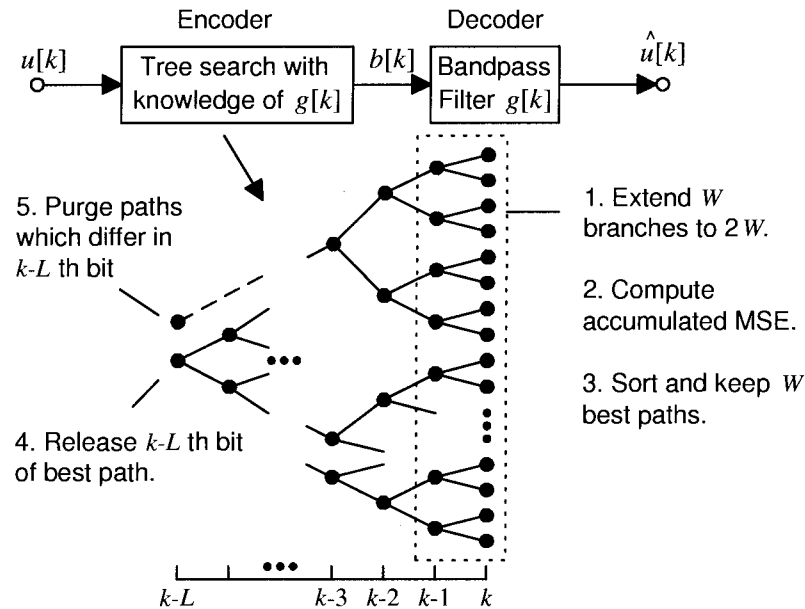 Encoder
Decoder
u[k]
Tree search with
knowledge of g[k]
b[k]
Bandpass
Filter g[k]
û[k]
5. Purge paths
which differ in
k-L th bit
1. Extend W
branches to 2W.
2. Compute
accumulated MSE.
3. Sort and keep W
best paths.
4. Release k-L th bit
of best path.
k-L
k-3
k-2
k-1
k